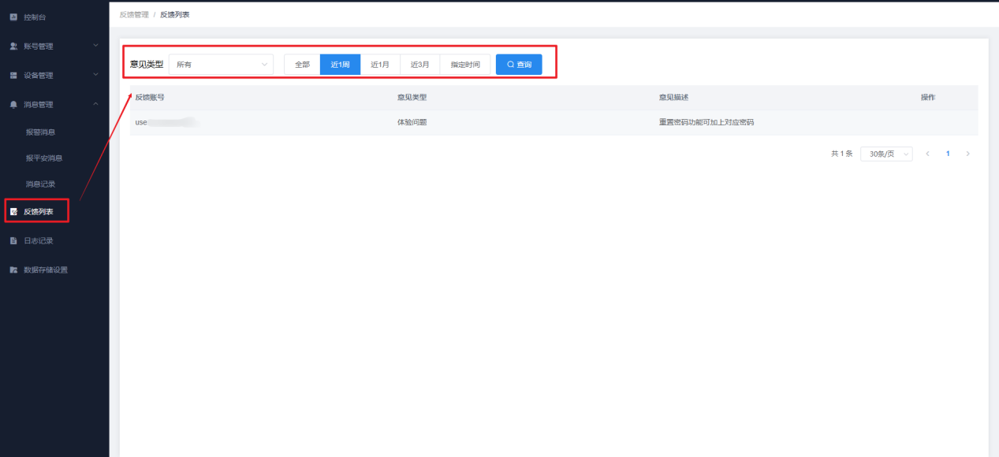 控制台
账号管理
设备管理
消息管理
报警消息
报平安消息
消息记录
反馈列表
日志记录
数据存储设置
反馈管理 / 反馈列表
意见类型 所有 全部 近1周 近1月 近3月 指定时间 查询
反馈账号 意见类型 意见描述 操作
use 体验问题 重置密码功能可加上对应密码
共 1 条 30条/页 < 1 >